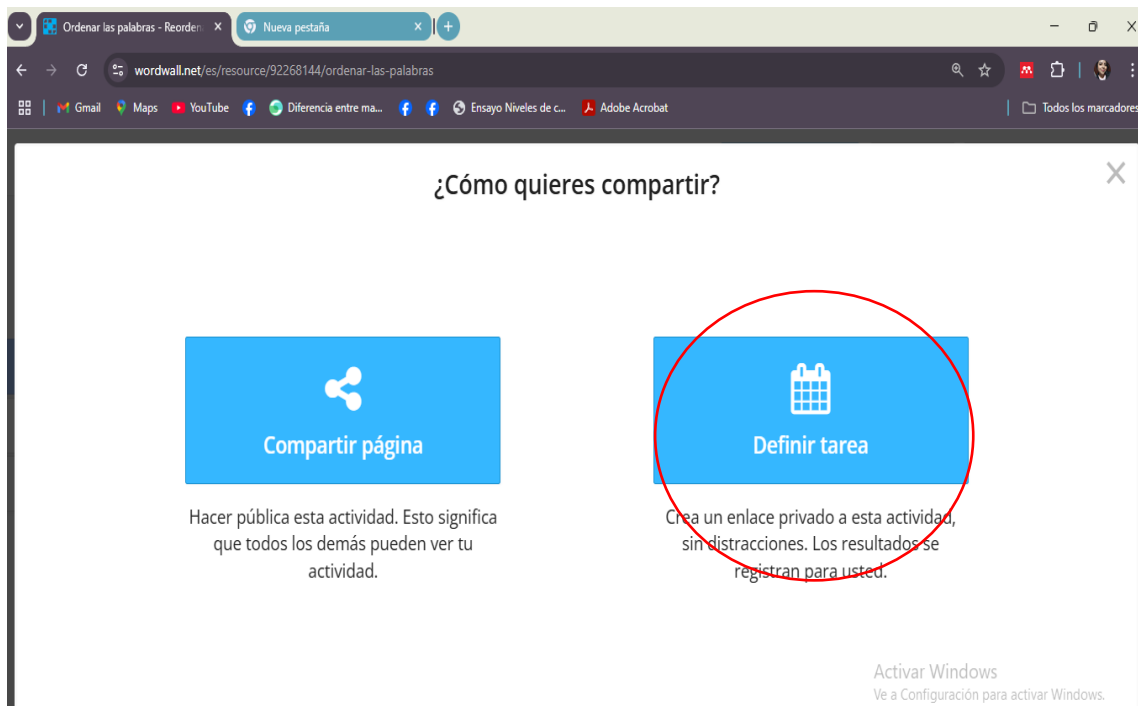 Ordenar las palabras - Reorden
Nueva pestaña
wordwall.net/es/resource/92268144/ordenar-las-palabras
Gmail
Maps
YouTube
Diferencia entre ma...
Ensayo Niveles de c...
Adobe Acrobat
Todos los marcadores
¿Cómo quieres compartir?
Compartir página
Hacer pública esta actividad. Esto significa
que todos los demás pueden ver tu
actividad.
Definir tarea
Crea un enlace privado a esta actividad,
sin distracciones. Los resultados se
registran para usted.
Activar Windows
Ve a Configuración para activar Windows.